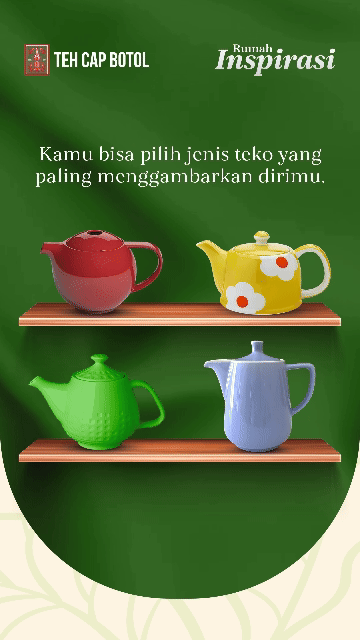 TEH CAP BOTOL
Rumah
Inspirasi
Kamu bisa pilih jenis teko yang
paling menggambarkan dirimu.